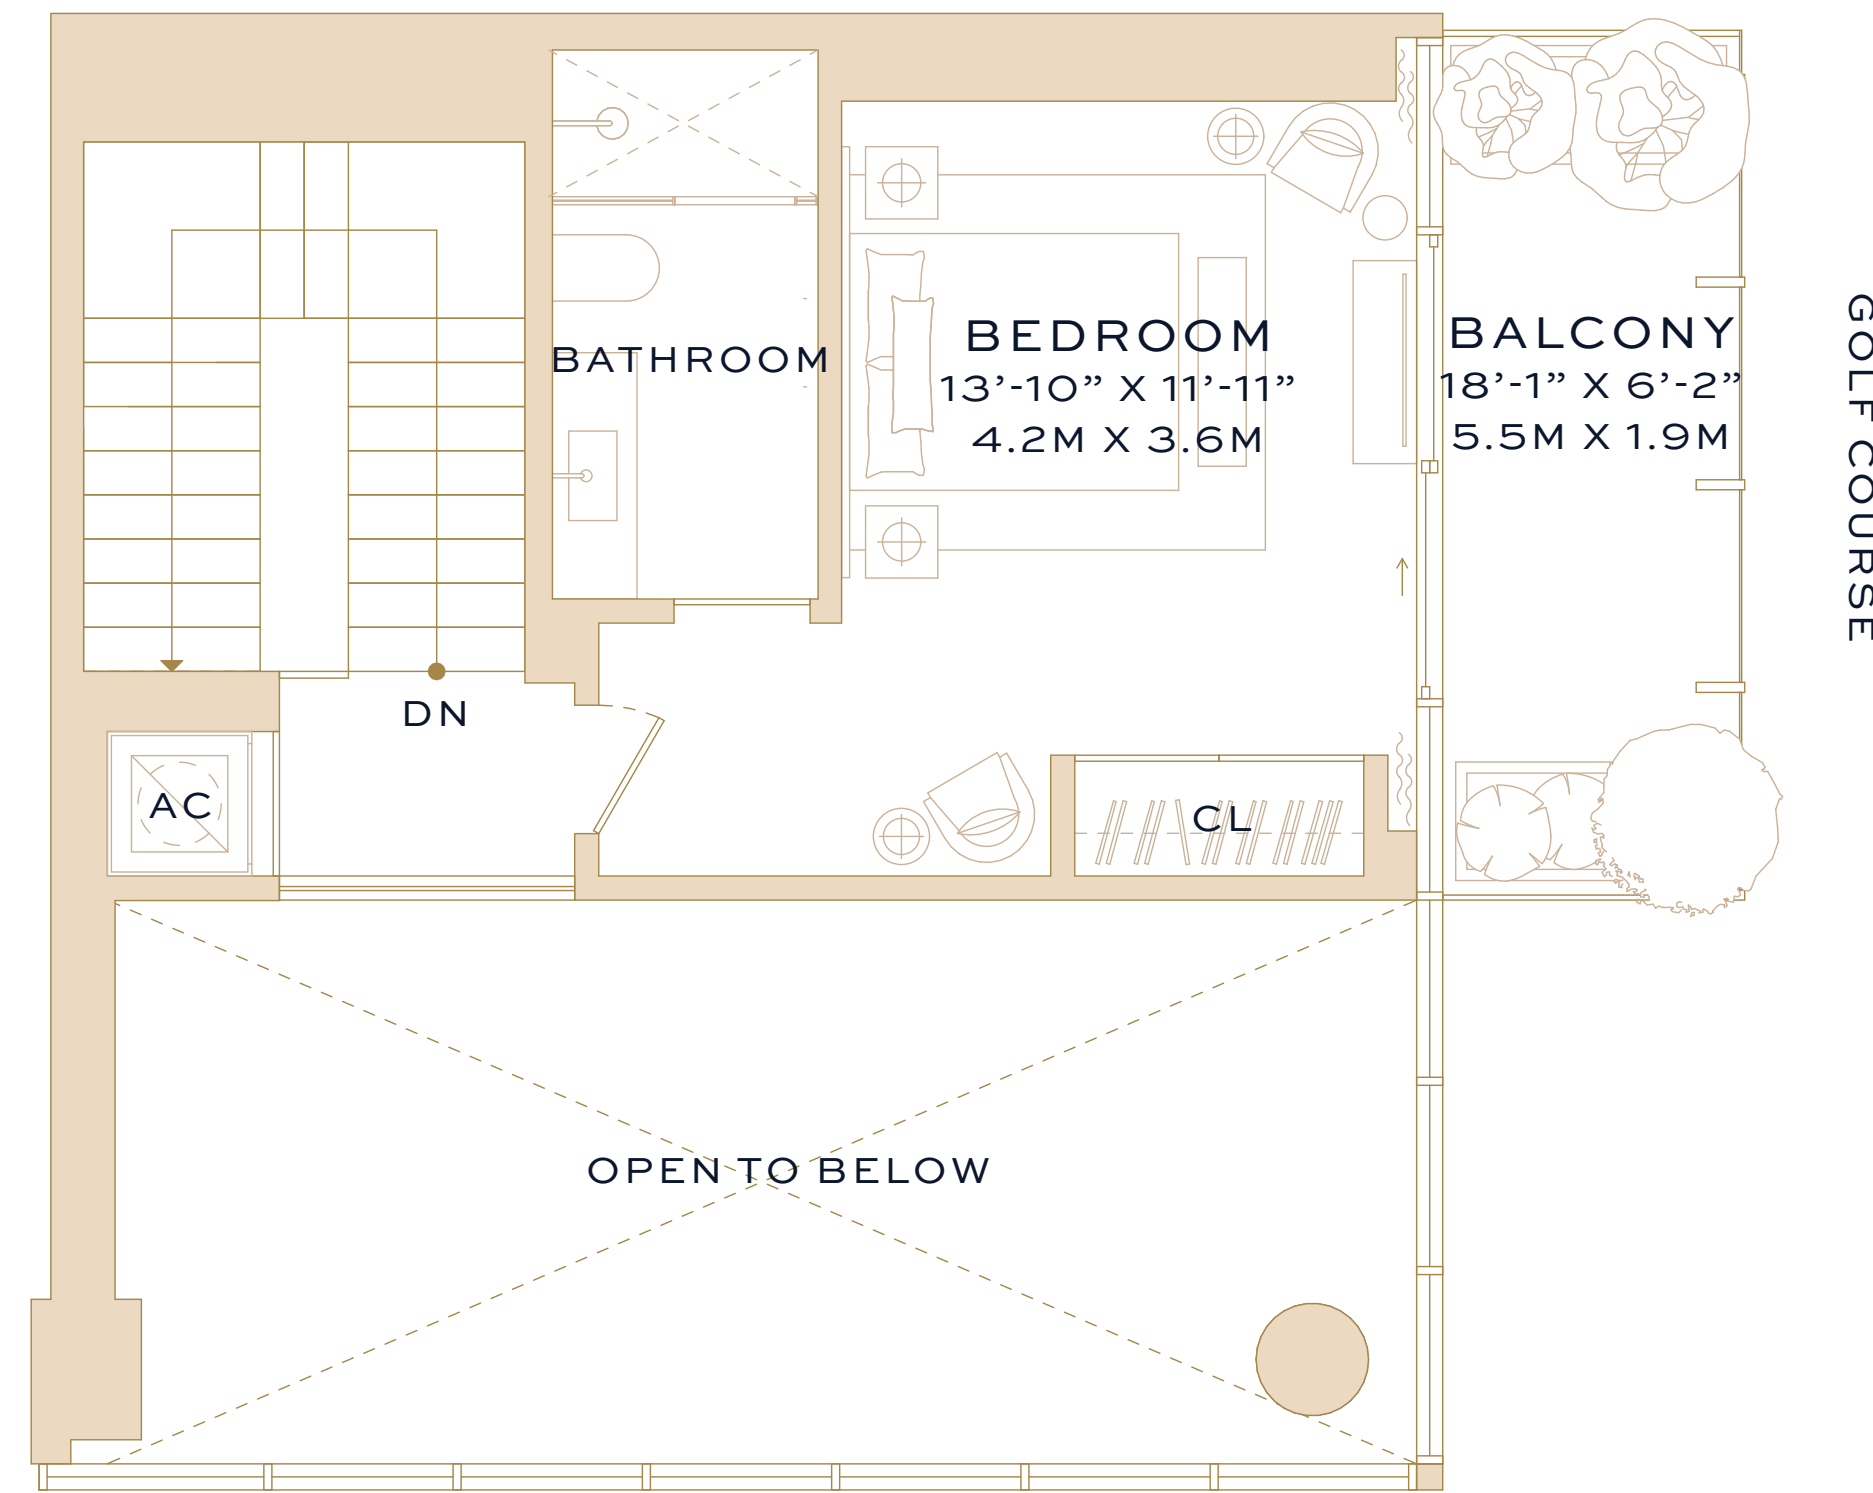 BATHROOM
BEDROOM
13’-10” X 11’-11”
4.2M X 3.6M
BALCONY
18’-1” X 6’-2”
5.5M X 1.9M
GOLF COURSE
DN
AC
CL
OPEN TO BELOW